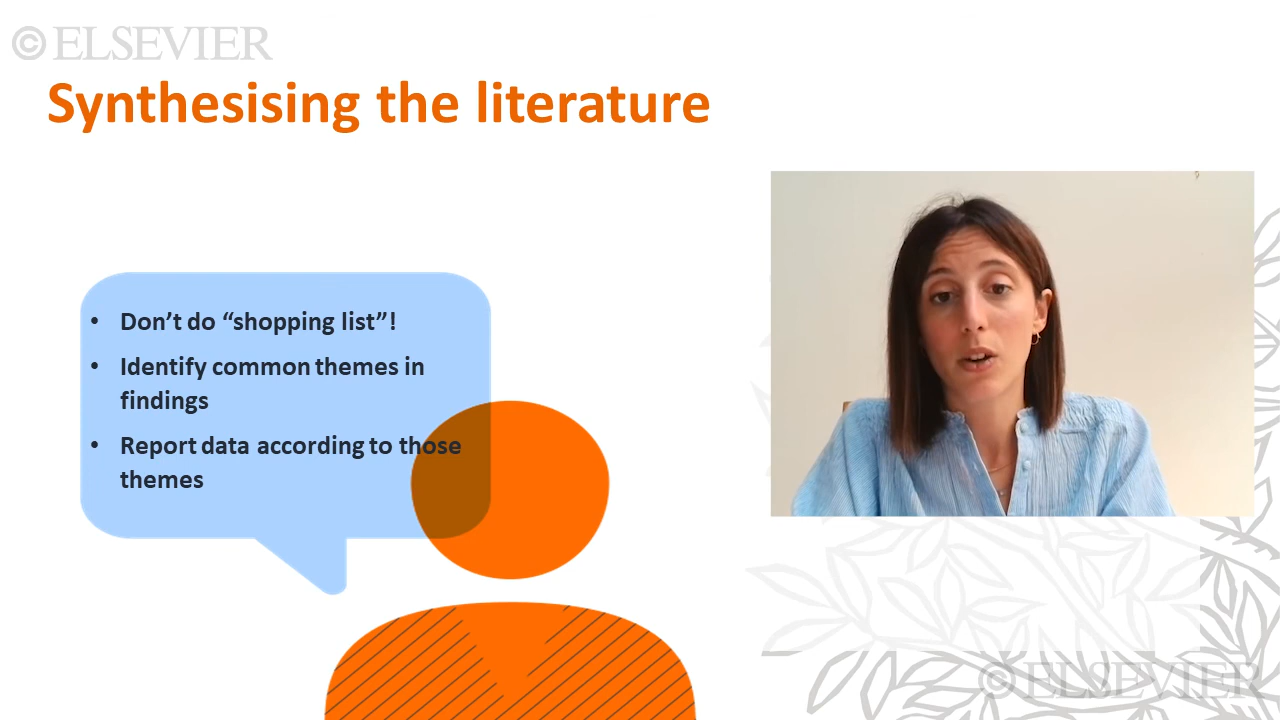 © ELSEVIER
Synthesising the literature
• Don’t do “shopping list”!
• Identify common themes in
findings
• Report data according to those
themes
© ELSEVIER